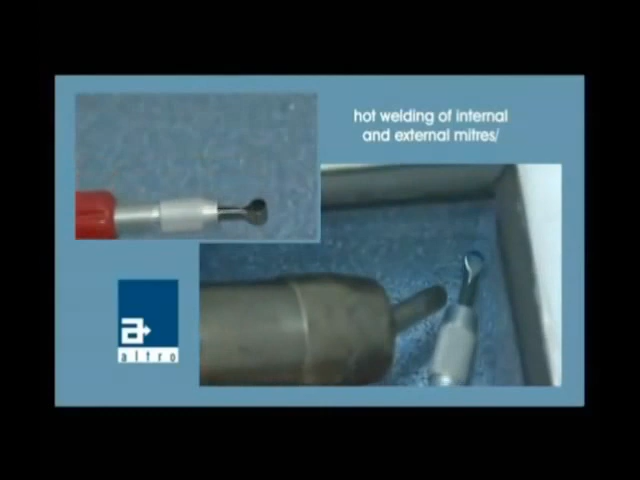 hot welding of internal
and external mitres/
a
altro